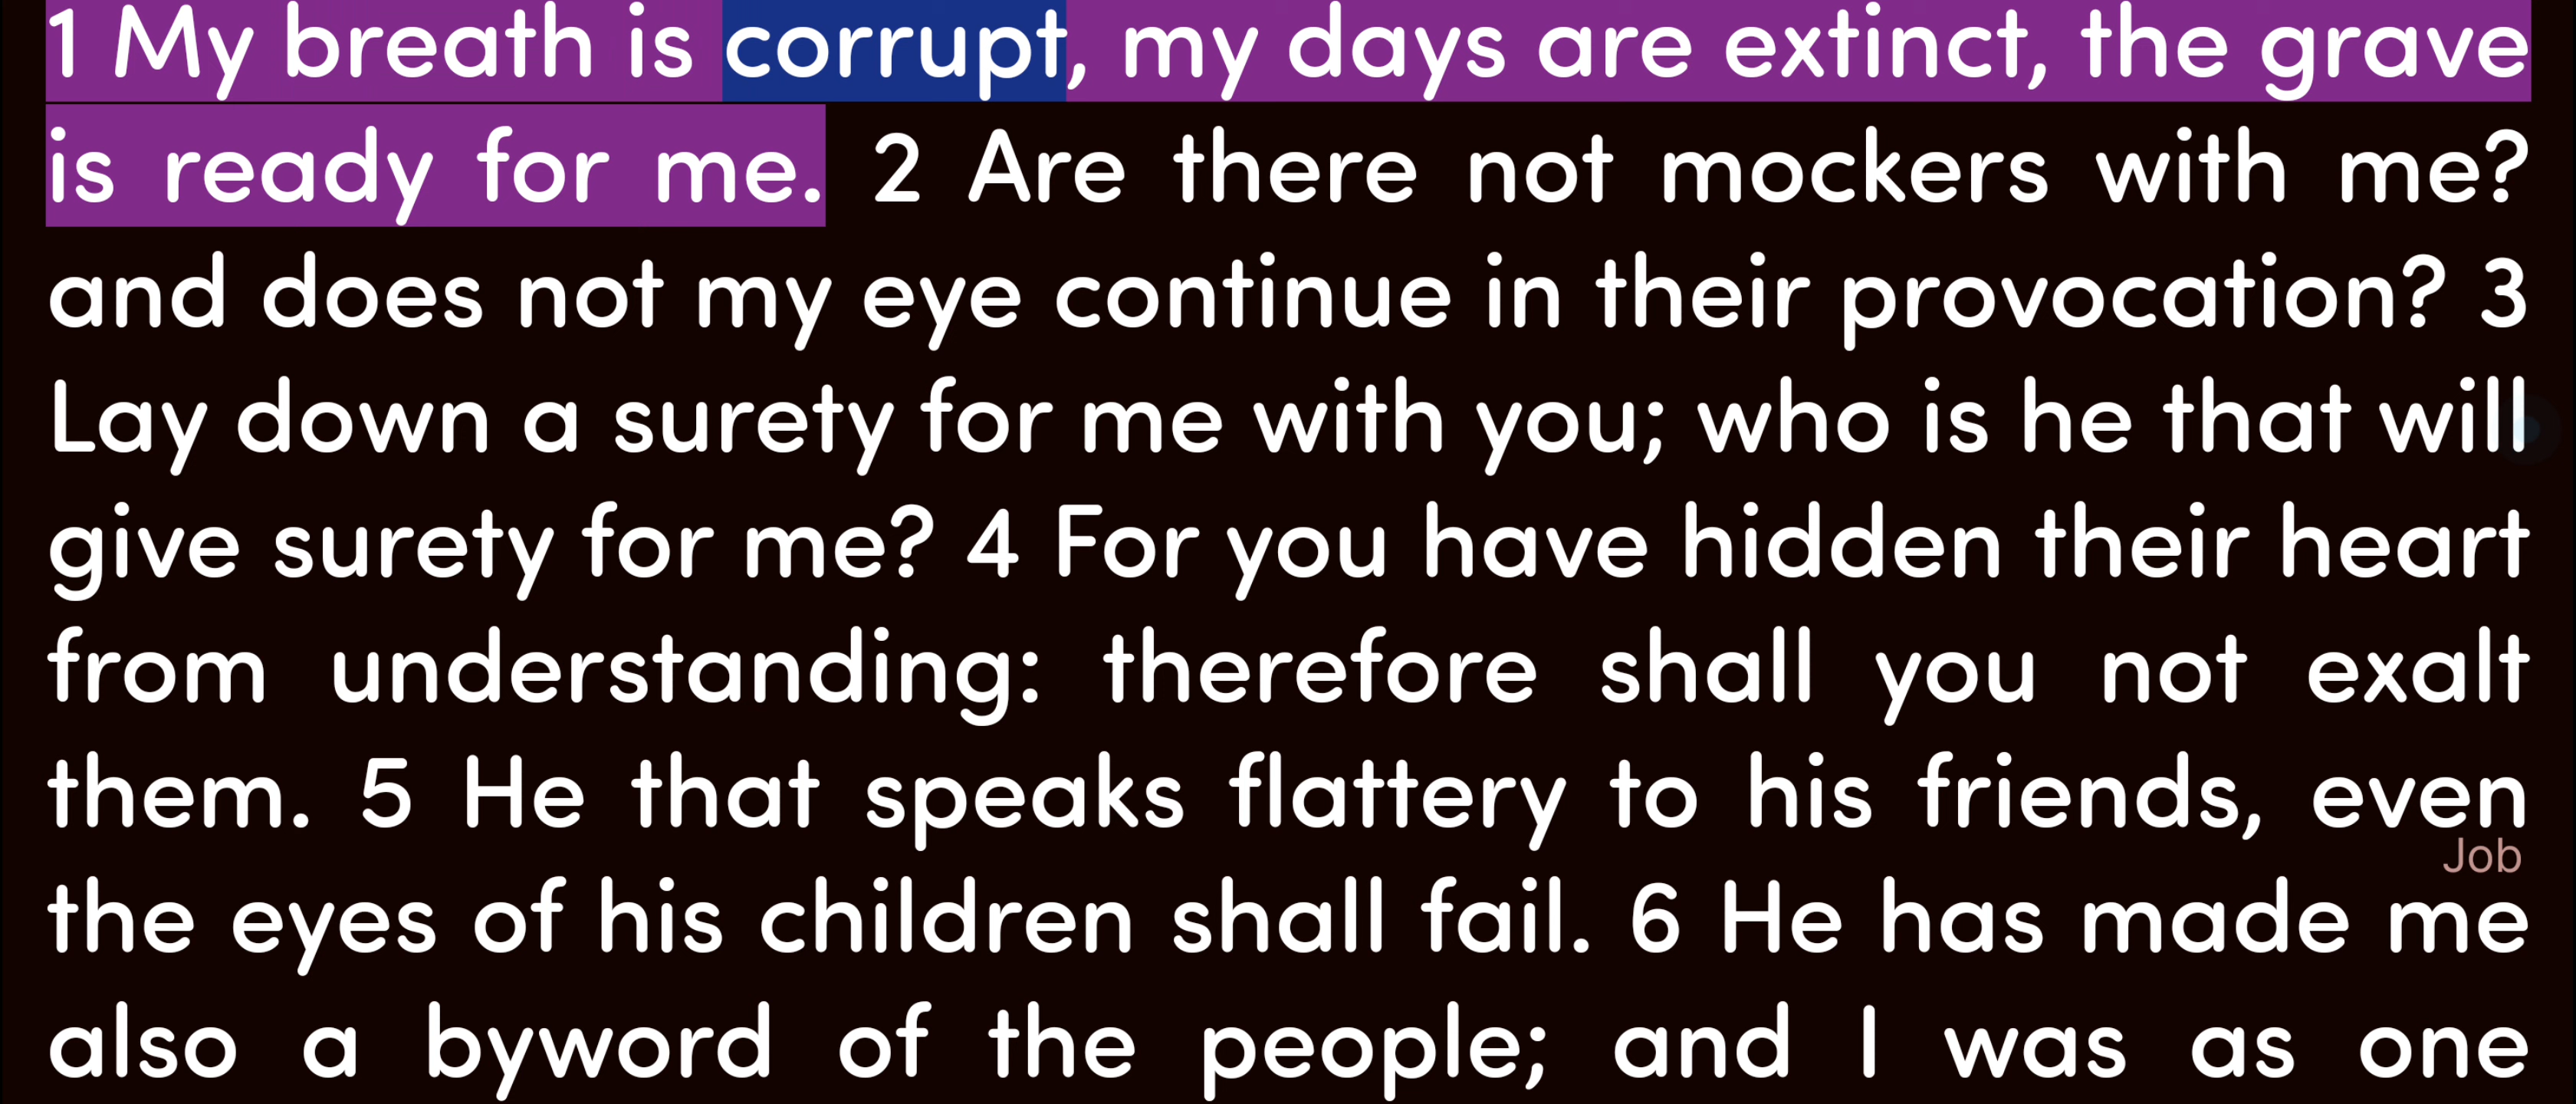 1 My breath is corrupt, my days are extinct, the grave
is ready for me. 2 Are there not mockers with me?
and does not my eye continue in their provocation? 3
Lay down a surety for me with you; who is he that will
give surety for me? 4 For you have hidden their heart
from understanding: therefore shall you not exalt
them. 5 He that speaks flattery to his friends, even
Job
the eyes of his children shall fail. 6 He has made me
also a byword of the people; and I was as one